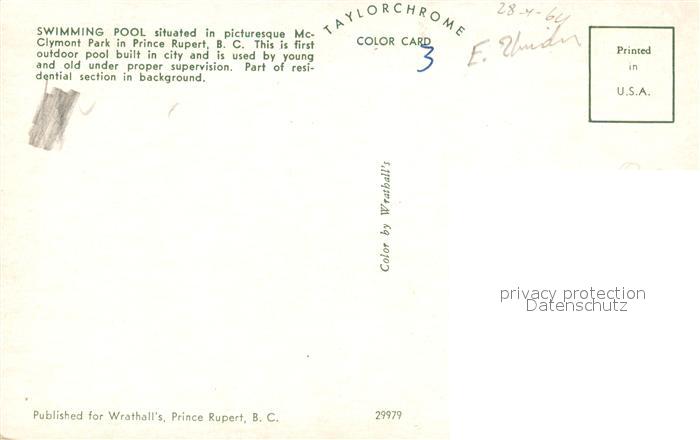 SWIMMING POOL situated in picturesque Mc-
Clymont Park in Prince Rupert, B. C. This is first
outdoor pool built in city and is used by young
and old under proper supervision. Part of resi-
dential section in background.
TAYLORCHROME
COLOR CARD
3
28-4-64
E.
Printed
in
U.S.A.
Color by Wrathall's
privacy protection
Datenschutz
Published for Wrathall's, Prince Rupert, B. C.
29979